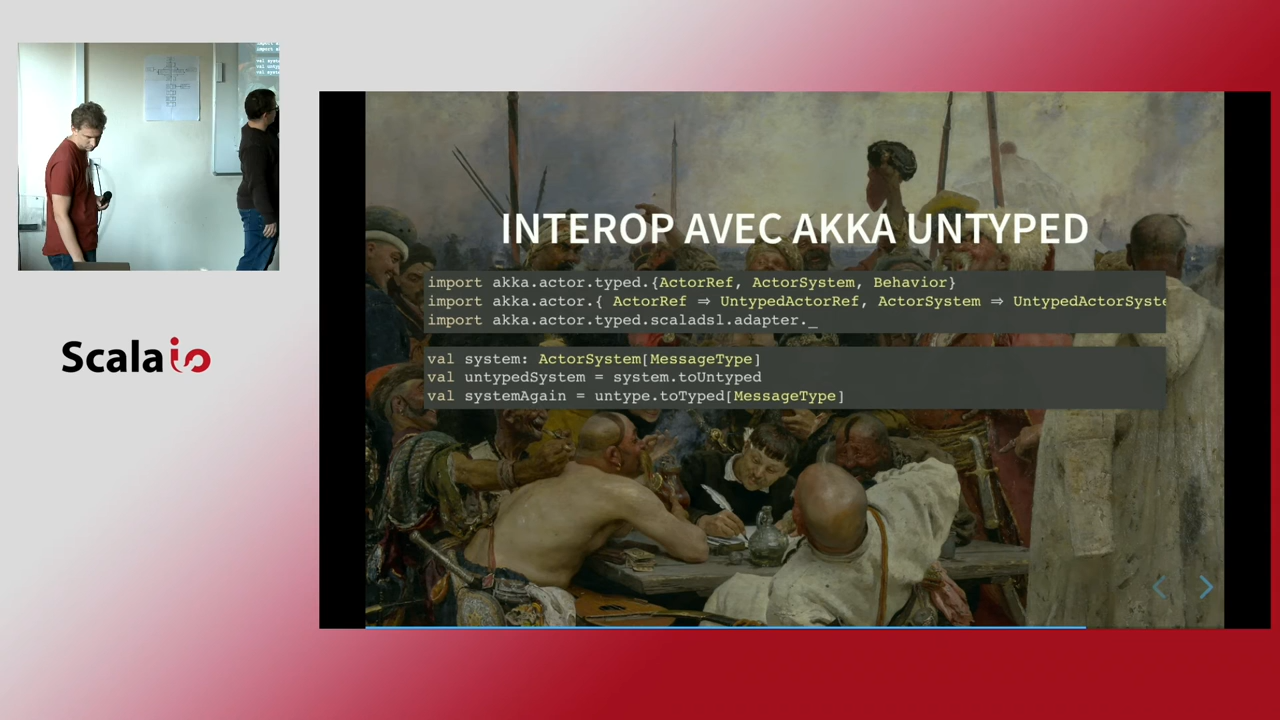 Scala io
INTEROP AVEC AKKA UNTYPED
import akka.actor.typed.{ActorRef, ActorSystem, Behavior}
import akka.actor.{ ActorRef ⇒ UntypedActorRef, ActorSystem ⇒ UntypedActorSyste
import akka.actor.typed.scaladsl.adapter._
val system: ActorSystem[MessageType]
val untypedSystem = system.toUntyped
val systemAgain = untype.toTyped[MessageType]